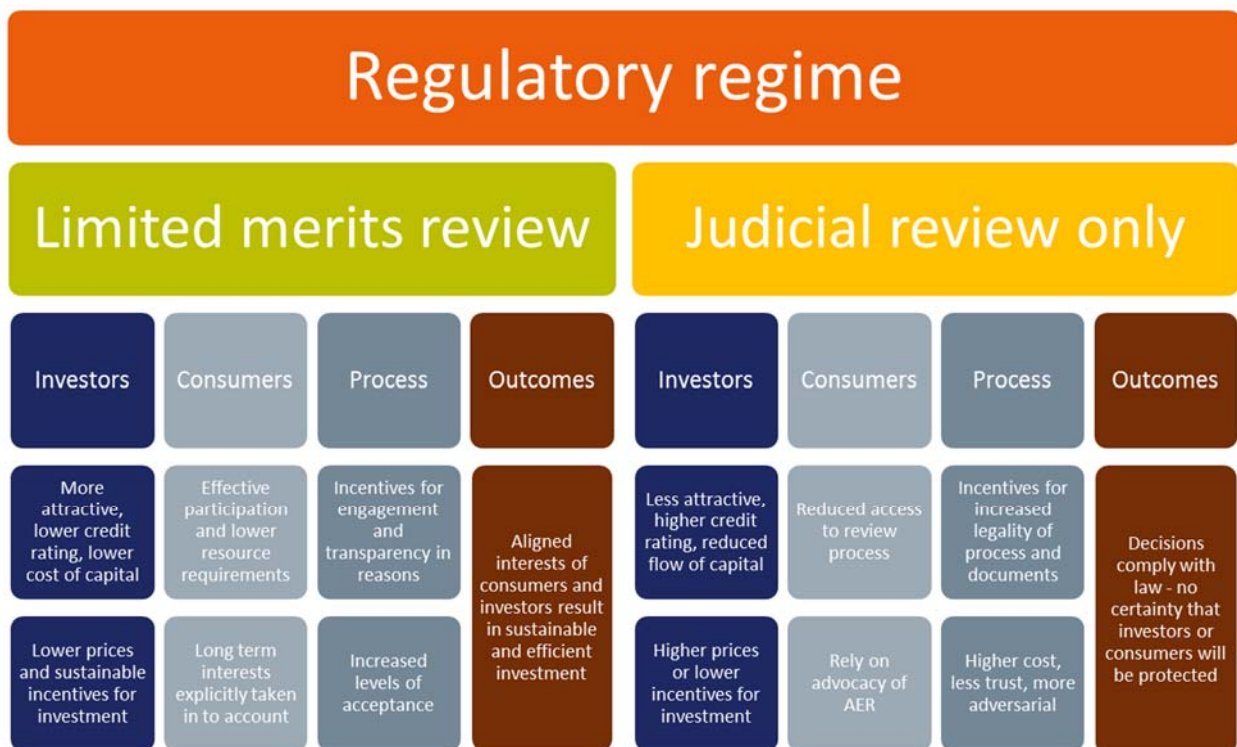 Regulatory regime
Limited merits review
Judicial review only
Investors
Consumers
Process
Outcomes
Investors
Consumers
Process
Outcomes
More
attractive,
lower credit
rating, lower
cost of capital
Effective
participation
and lower
resource
requirements
Incentives for
engagement
and
transparency in
reasons
Aligned
interests of
consumers and
investors result
in sustainable
and efficient
investment
Less attractive,
higher credit
rating, reduced
flow of capital
Reduced access
to review
process
Incentives for
increased
legality of
process and
documents
Decisions
comply with
law - no
certainty that
investors or
consumers will
be protected
Lower prices
and sustainable
incentives for
investment
Long term
interests
explicitly taken
in to account
Increased
levels of
acceptance
Higher prices
or lower
incentives for
investment
Rely on
advocacy of
AER
Higher cost,
less trust, more
adversarial